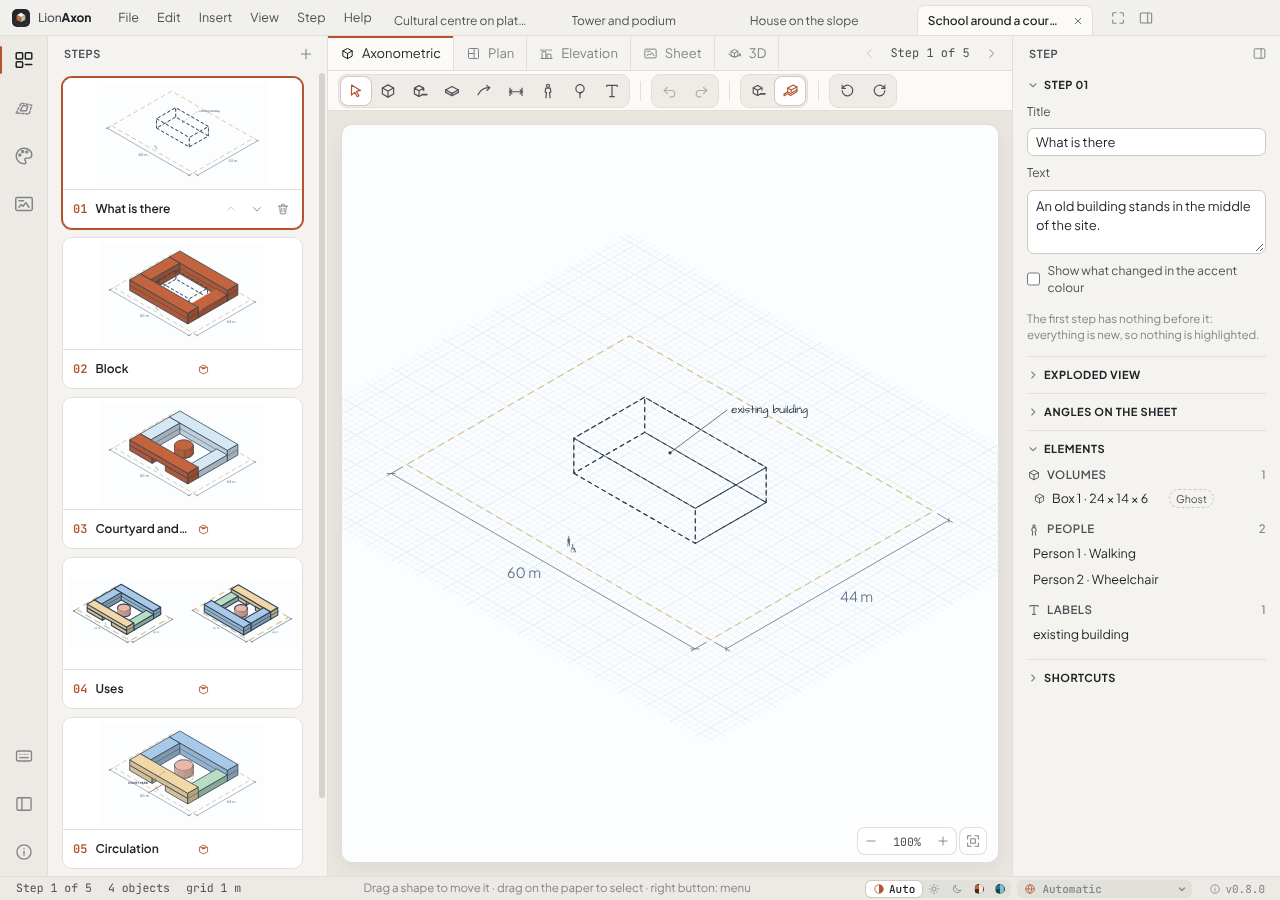 LionAxon
File Edit Insert View Step Help
Cultural centre on plat…
Tower and podium
House on the slope
School around a cour…
STEPS
Axonometric
Plan
Elevation
Sheet
3D
Step 1 of 5
STEP
STEP 01
Title
What is there
Text
An old building stands in the middle
of the site.
Show what changed in the accent
colour
The first step has nothing before it:
everything is new, so nothing is highlighted.
EXPLODED VIEW
ANGLES ON THE SHEET
ELEMENTS
VOLUMES 1
Box 1 · 24 × 14 × 6 Ghost
PEOPLE 2
Person 1 · Walking
Person 2 · Wheelchair
LABELS 1
existing building
SHORTCUTS
01 What is there
02 Block
03 Courtyard and…
04 Uses
05 Circulation
existing building
60 m
44 m
100%
Step 1 of 5 4 objects grid 1 m
Drag a shape to move it · drag on the paper to select · right button: menu
Auto
Automatic
v0.8.0